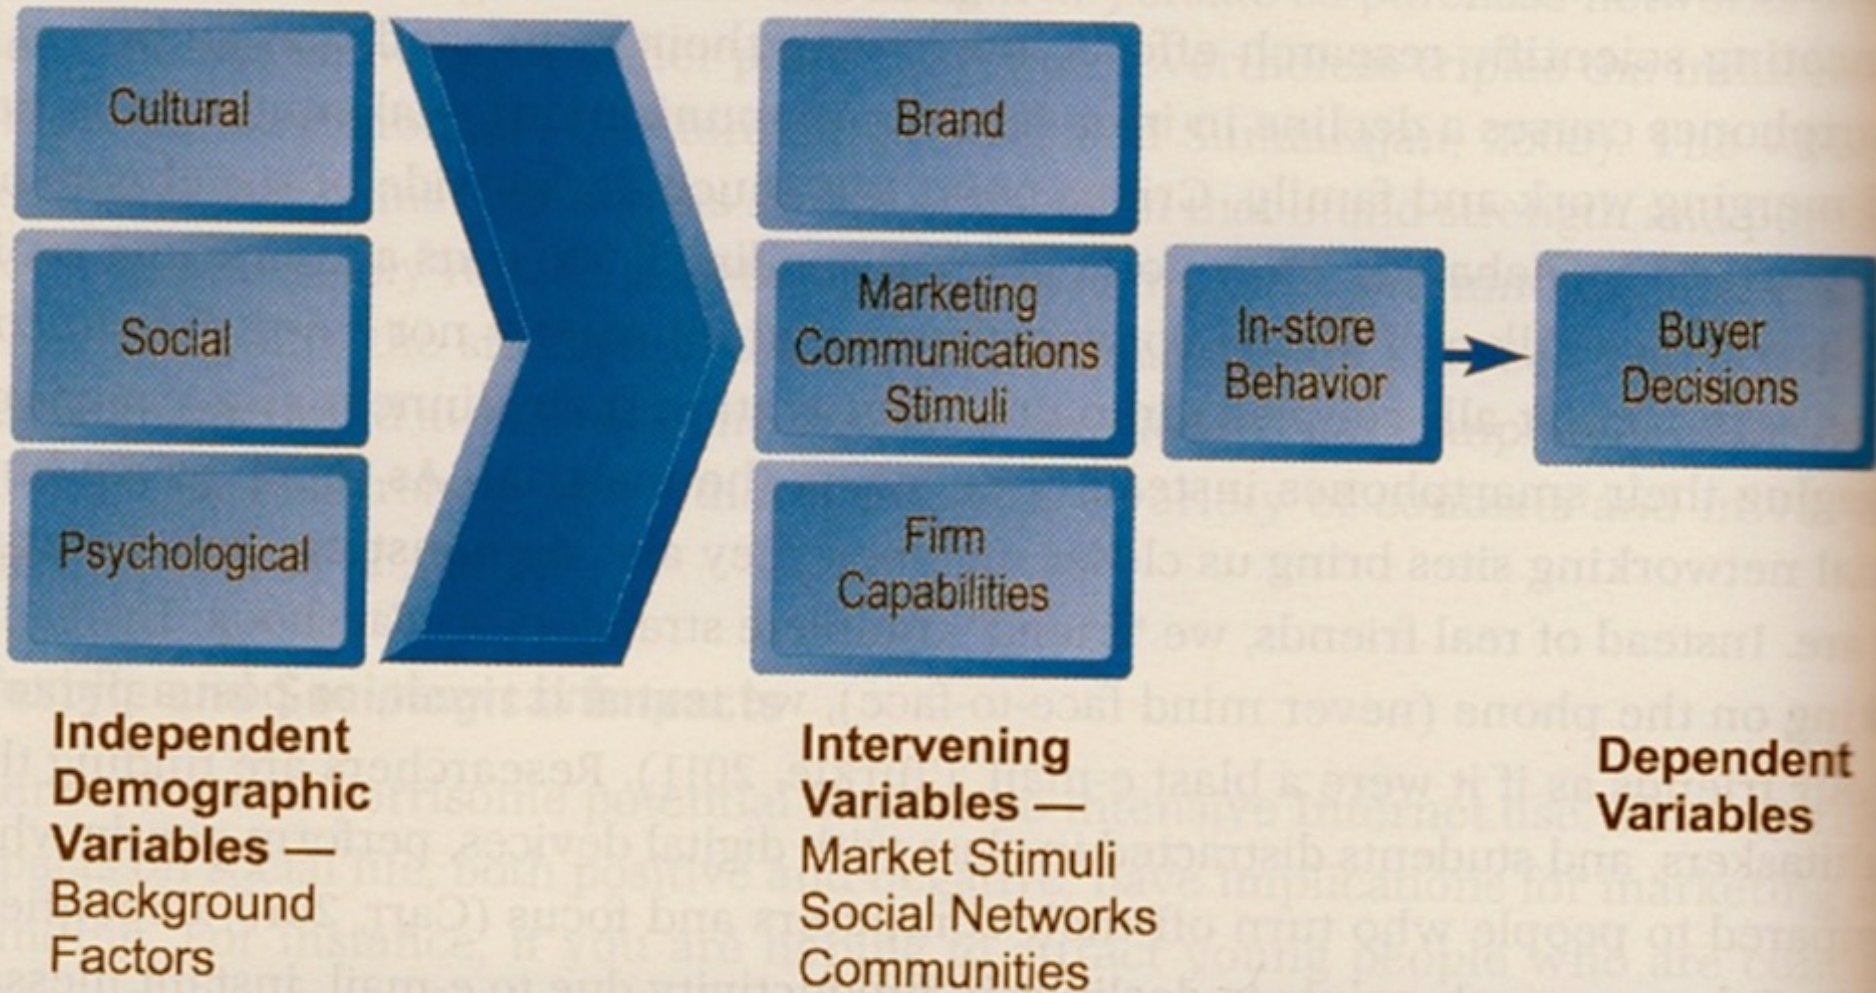 Cultural
Social
Psychological
Brand
Marketing
Communications
Stimuli
Firm
Capabilities
In-store
Behavior
Buyer
Decisions
Independent
Demographic
Variables —
Background
Factors
Intervening
Variables —
Market Stimuli
Social Networks
Communities
Dependent
Variables